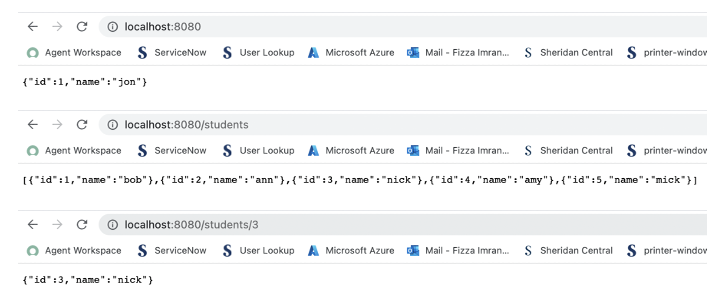 localhost:8080
Agent Workspace S ServiceNow S User Lookup Microsoft Azure Mail - Fizza Imran... S Sheridan Central S printer-window
{"id":1,"name":"jon"}
localhost:8080/students
Agent Workspace S ServiceNow S User Lookup Microsoft Azure Mail - Fizza Imran... S Sheridan Central S printer-window
[{"id":1,"name":"bob"},{"id":2,"name":"ann"},{"id":3,"name":"nick"},{"id":4,"name":"amy"},{"id":5,"name":"mick"}]
localhost:8080/students/3
Agent Workspace S ServiceNow S User Lookup Microsoft Azure Mail - Fizza Imran... S Sheridan Central S printer-window
{"id":3,"name":"nick"}